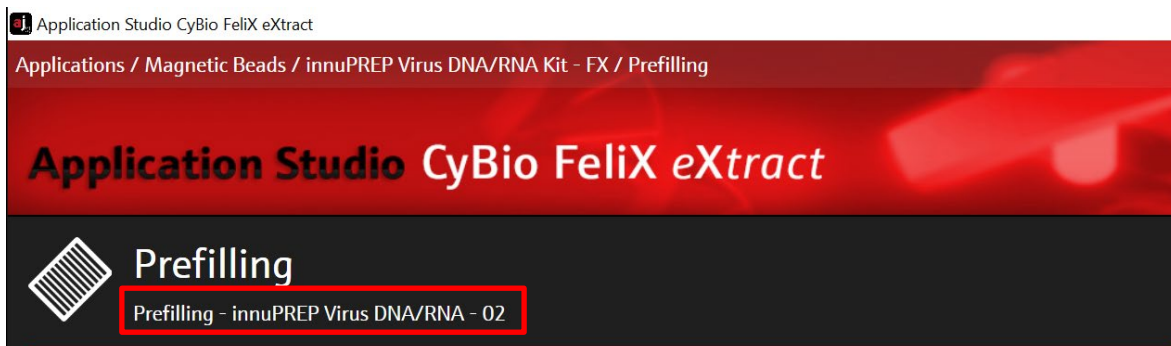 aj Application Studio CyBio FeliX eXtract
Applications / Magnetic Beads / innuPREP Virus DNA/RNA Kit - FX / Prefilling
Application Studio CyBio FeliX eXtract
Prefilling
Prefilling - innuPREP Virus DNA/RNA - 02